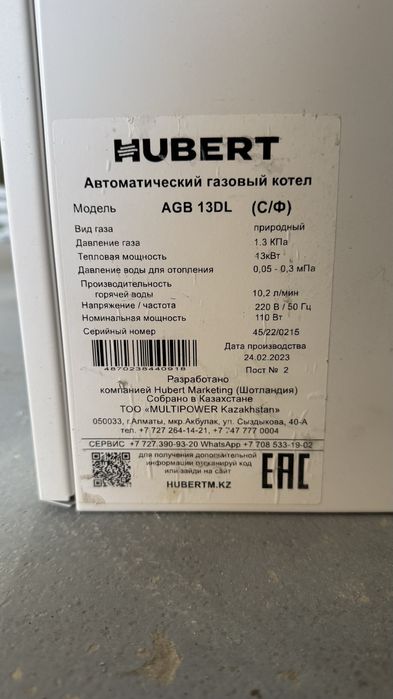 HUBERT
Автоматический газовый котел
Модель AGB 13DL (С/Ф)
Вид газа природный
Давление газа 1.3 КПа
Тепловая мощность 13кВт
Давление воды для отопления 0,05 - 0,3 мПа
Производительность
горячей воды 10,2 л/мин
Напряжение / частота 220 В / 50 Гц
Номинальная мощность 110 Вт
Серийный номер 45/22/0215
Дата производства
24.02.2023
4870238440918
Пост № 2
Разработано
компанией Hubert Marketing (Шотландия)
Собрано в Казахстане
ТОО «MULTIPOWER Kazakhstan»
050033, г.Алматы, мкр.Акбулак, ул. Сыздыкова, 40-А
тел. +7 727 264-14-21, +7 747 777 0004
СЕРВИС +7 727.390-93-20 WhatsApp +7 708 533-19-02
для получения дополнительной
информации отсканируй код
или зайди на сайт
HUBERTM.KZ
ЕАС